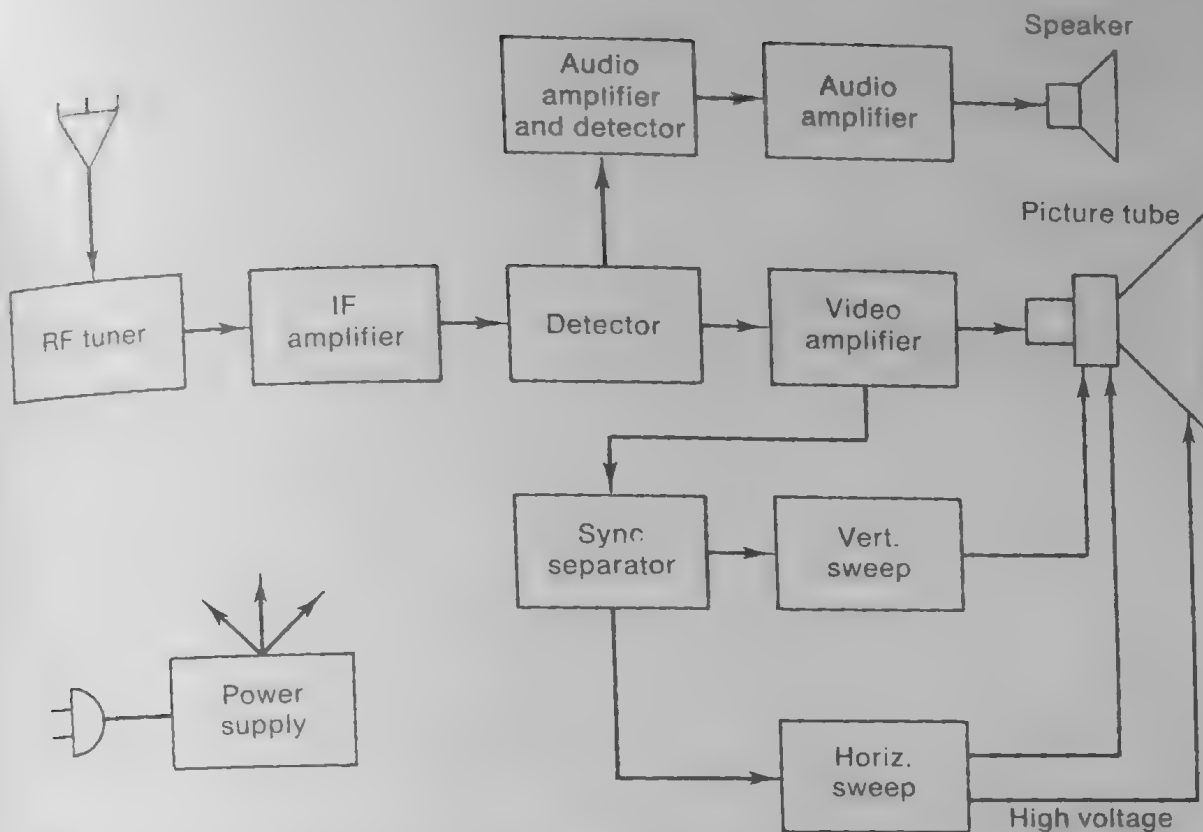 Speaker
Audio
amplifier
and detector
Audio
amplifier
Picture tube
RF tuner
IF
amplifier
Detector
Video
amplifier
Sync
separator
Vert.
sweep
Power
supply
Horiz.
sweep
High voltage